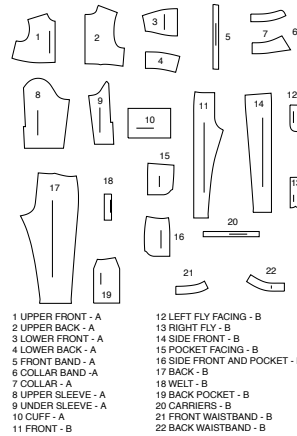 1
2
3
4
5
6
7
8
9
10
11
14
12
15
16
13
17
18
19
20
21
22
1 UPPER FRONT - A
2 UPPER BACK - A
3 LOWER FRONT - A
4 LOWER BACK - A
5 FRONT BAND - A
6 COLLAR BAND -A
7 COLLAR - A
8 UPPER SLEEVE - A
9 UNDER SLEEVE - A
10 CUFF - A
11 FRONT - B
12 LEFT FLY FACING - B
13 RIGHT FLY - B
14 SIDE FRONT - B
15 POCKET FACING - B
16 SIDE FRONT AND POCKET -
17 BACK - B
18 WELT - B
19 BACK POCKET - B
20 CARRIERS - B
21 FRONT WAISTBAND - B
22 BACK WAISTBAND - B